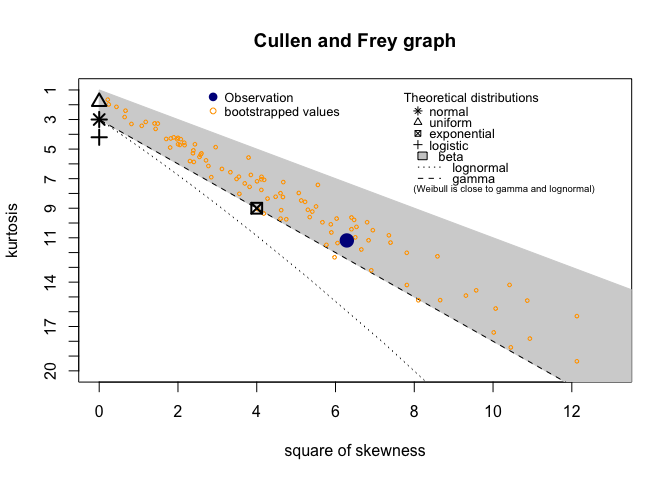 Cullen and Frey graph
Observation
bootstrapped values
Theoretical distributions
normal
uniform
exponential
logistic
beta
lognormal
gamma
(Weibull is close to gamma and lognormal)
kurtosis
1
3
5
7
9
11
14
17
20
0 2 4 6 8 10 12
square of skewness